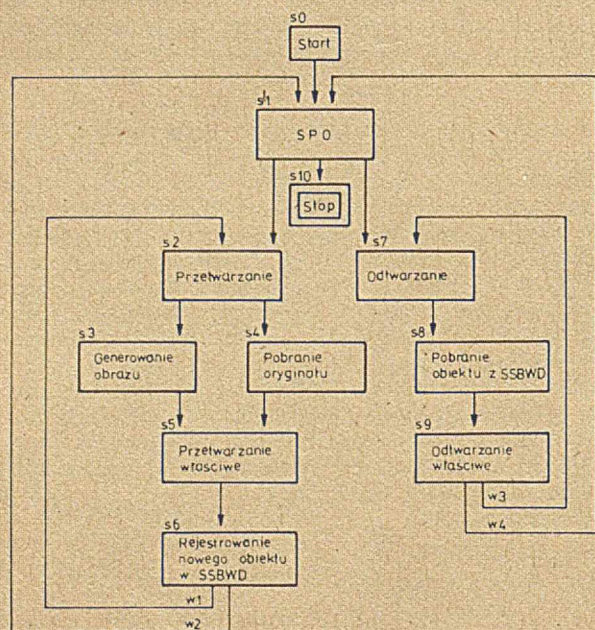 s0
Start
s1
SPO
s10
Stop
s2
Przetwarzanie
s7
Odtwarzanie
s3
Generowanie
obrazu
s4
Pobranie
oryginału
s8
Pobranie
obiektu z SSBWD
s5
Przetwarzanie
właściwe
s9
Odtwarzanie
właściwe
w3
w4
s6
Rejestrowanie
nowego obiektu
w SSBWD
w1
w2